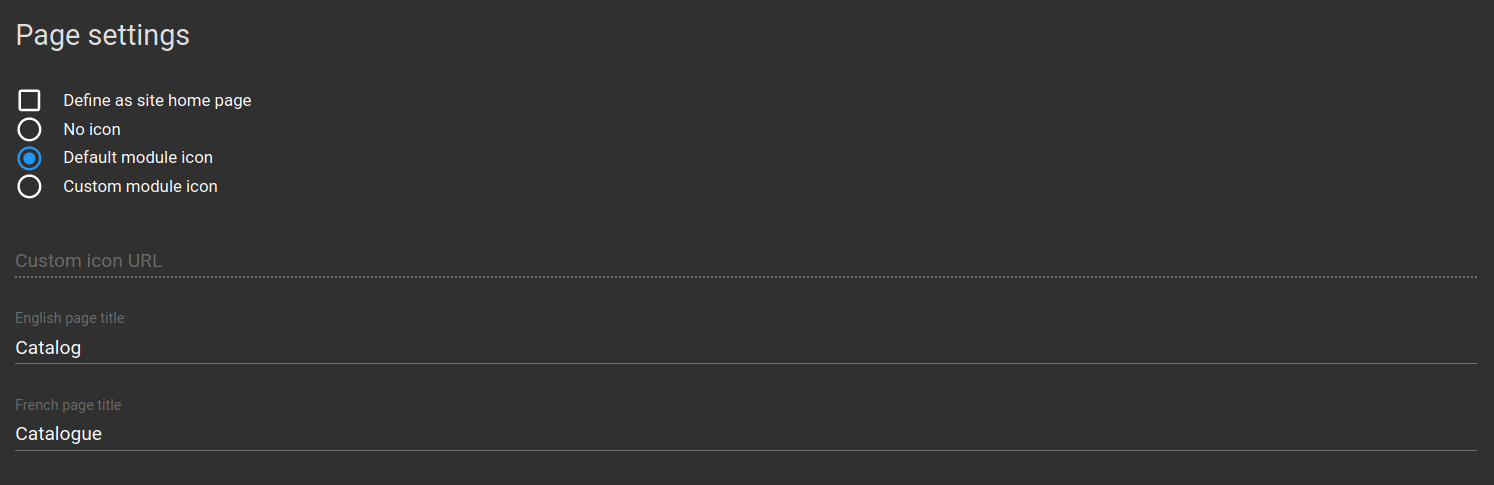 Page settings
Define as site home page
No icon
Default module icon
Custom module icon
Custom icon URL
English page title
Catalog
French page title
Catalogue